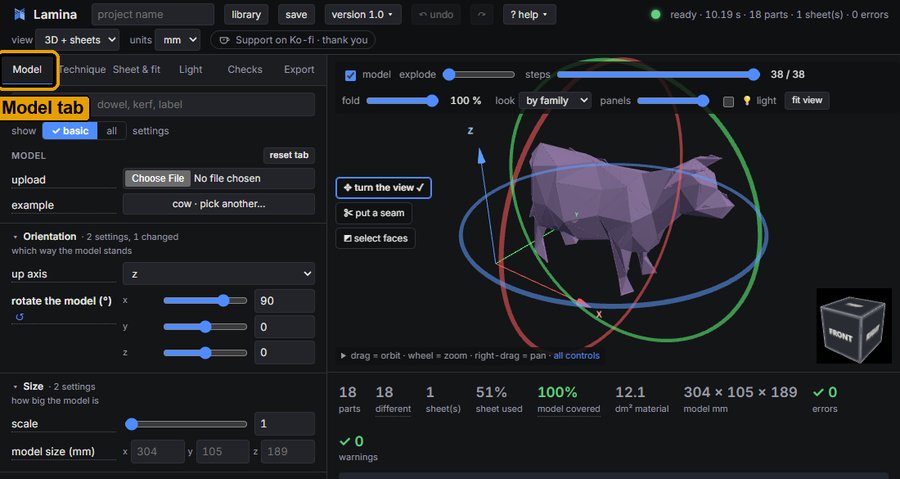 Lamina project name library save version 1.0 undo ? help ready · 10.19 s · 18 parts · 1 sheet(s) · 0 errors
view 3D + sheets units mm Support on Ko-fi · thank you
Model Technique Sheet & fit Light Checks Export
Model tab dowel, kerf, label
show ✓ basic all settings
MODEL reset tab
upload Choose File No file chosen
example cow · pick another...
Orientation · 2 settings, 1 changed
which way the model stands
up axis z
rotate the model (°) x 90
y 0
z 0
Size · 2 settings
how big the model is
scale 1
model size (mm) x 304 y 105 z 189
model explode steps 38 / 38
fold 100 % look by family panels light fit view
turn the view ✓
put a seam
select faces
Z
Y
X
FRONT
drag = orbit · wheel = zoom · right-drag = pan · all controls
18 18 1 51% 100% 12.1 304 × 105 × 189 ✓ 0
parts different sheet(s) sheet used model covered dm² material model mm errors
✓ 0
warnings